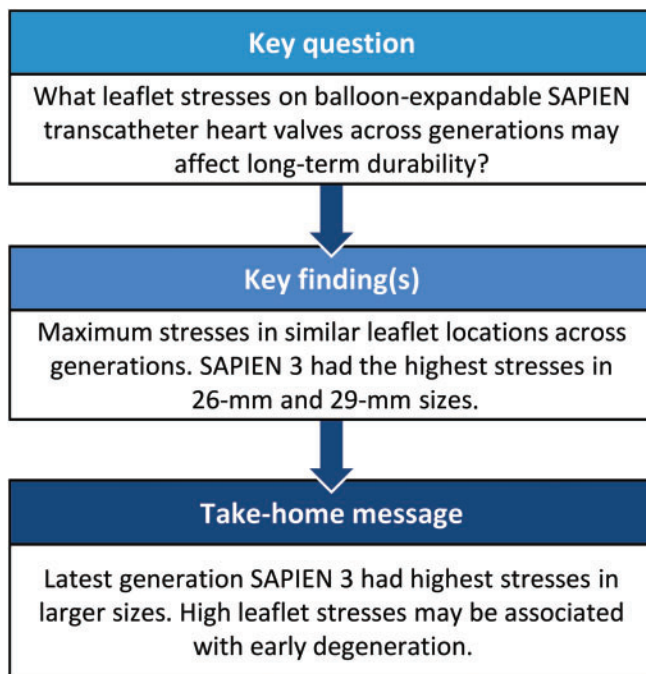 Key question
What leaflet stresses on balloon-expandable SAPIEN
transcatheter heart valves across generations may
affect long-term durability?
Key finding(s)
Maximum stresses in similar leaflet locations across
generations. SAPIEN 3 had the highest stresses in
26-mm and 29-mm sizes.
Take-home message
Latest generation SAPIEN 3 had highest stresses in
larger sizes. High leaflet stresses may be associated
with early degeneration.